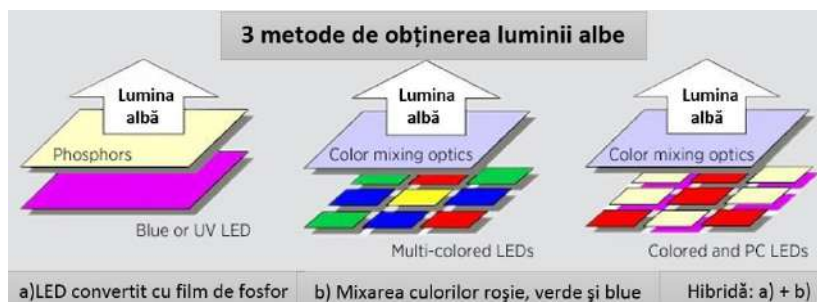 3 metode de obținerea luminii albe
Lumina
albă
Phosphors
Blue or UV LED
Lumina
albă
Color mixing optics
Multi-colored LEDs
Lumina
albă
Color mixing optics
Colored and PC LEDs
a)LED convertit cu film de fosfor
b) Mixarea culorilor roșie, verde și blue
Hibridă: a) + b)